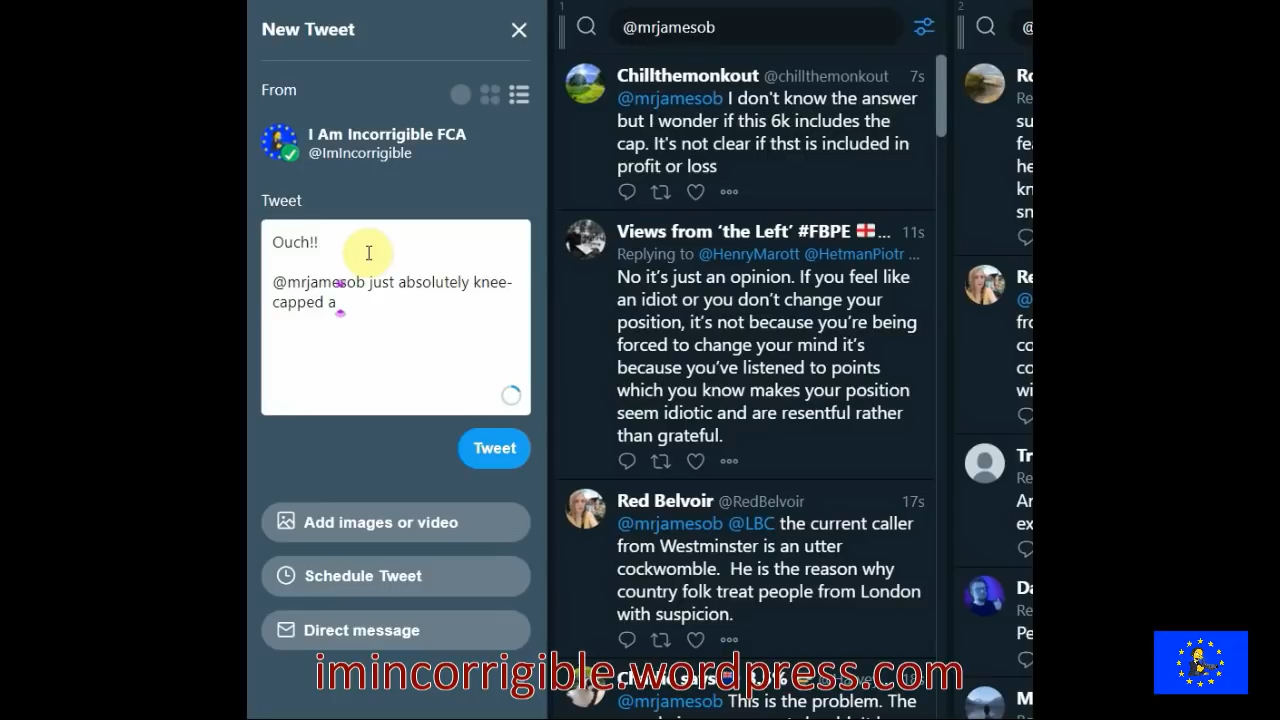 New Tweet
From
I Am Incorrigible FCA
@ImIncorrigible
Tweet
Ouch!!
@mrjamesob just absolutely knee-
capped a
Tweet
Add images or video
Schedule Tweet
Direct message
1
@mrjamesob
Chillthemonkout @chillthemonkout 7s
@mrjamesob I don't know the answer
but I wonder if this 6k includes the
cap. It's not clear if thst is included in
profit or loss
Views from ‘the Left’ #FBPE 🏴󠁧󠁢󠁥󠁮󠁧󠁿... 11s
Replying to @HenryMarott @HetmanPiotr ...
No it’s just an opinion. If you feel like
an idiot or you don’t change your
position, it’s not because you’re being
forced to change your mind it’s
because you’ve listened to points
which you know makes your position
seem idiotic and are resentful rather
than grateful.
Red Belvoir @RedBelvoir 17s
@mrjamesob @LBC the current caller
from Westminster is an utter
cockwomble. He is the reason why
country folk treat people from London
with suspicion.
@mrjamesob This is the problem. The
2
@
imincorrigible.wordpress.com